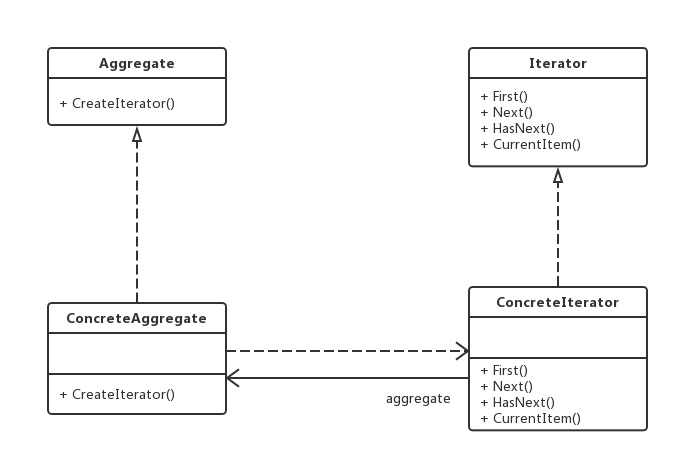 Aggregate
+ CreateIterator()
Iterator
+ First()
+ Next()
+ HasNext()
+ CurrentItem()
ConcreteAggregate
+ CreateIterator()
ConcreteIterator
+ First()
+ Next()
+ HasNext()
+ CurrentItem()
aggregate